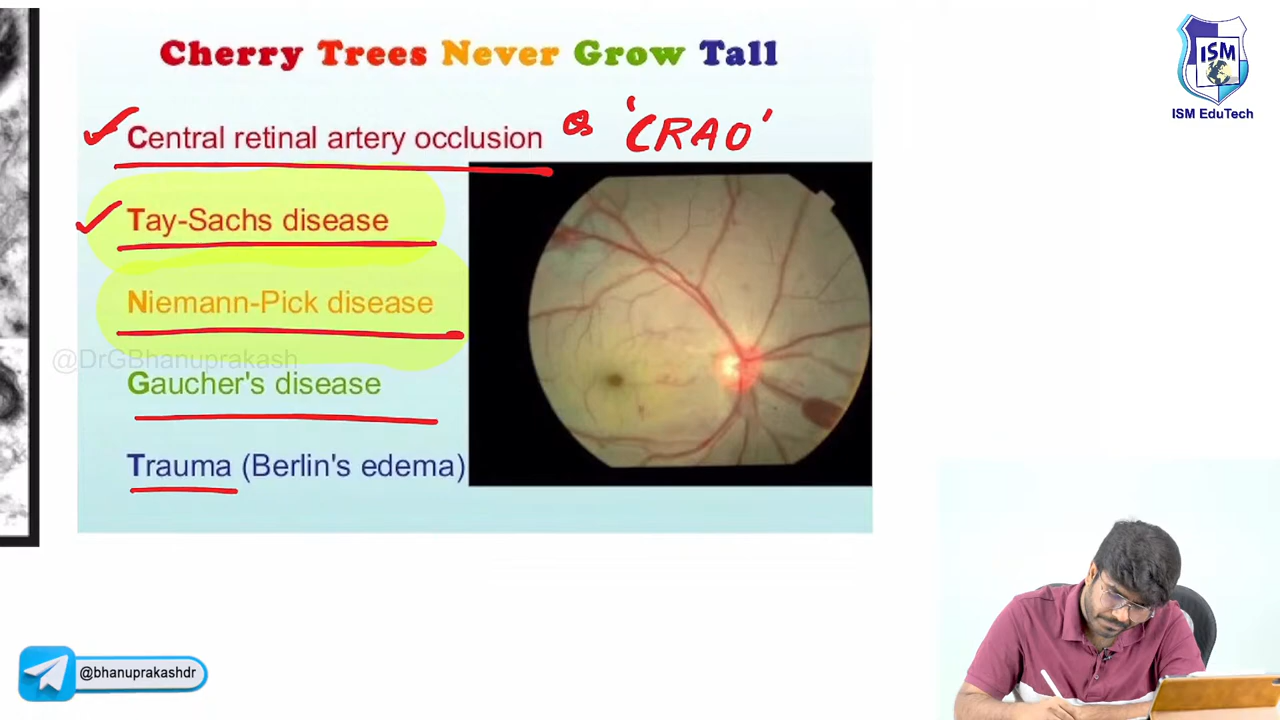 Cherry Trees Never Grow Tall
ISM
ISM EduTech
Central retinal artery occlusion
'CRAO'
Tay-Sachs disease
Niemann-Pick disease
@DrGBhanuprakash
Gaucher's disease
Trauma (Berlin's edema)
@bhanuprakashdr